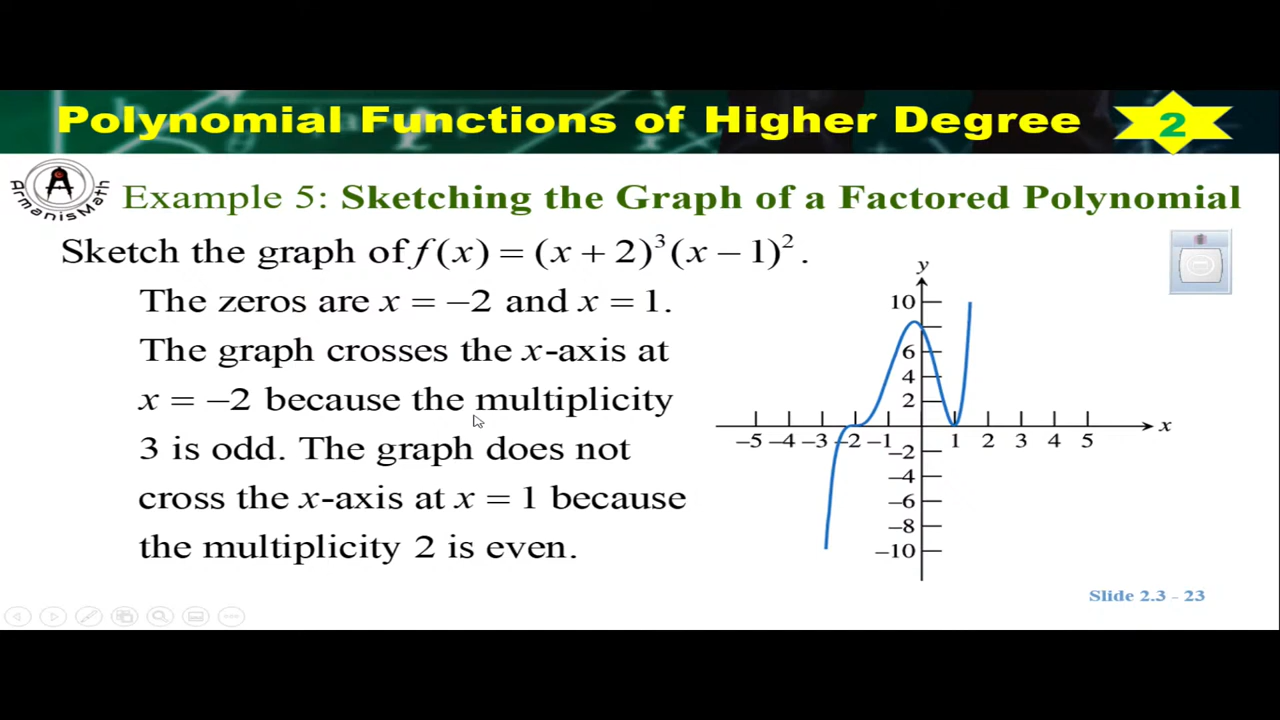 Polynomial Functions of Higher Degree
2
ArmanisMath
Example 5: Sketching the Graph of a Factored Polynomial
Sketch the graph of f(x) = (x + 2)³(x − 1)².
The zeros are x = −2 and x = 1.
The graph crosses the x-axis at
x = −2 because the multiplicity
3 is odd. The graph does not
cross the x-axis at x = 1 because
the multiplicity 2 is even.
y
10
6
4
2
−5 −4 −3 −2 −1 1 2 3 4 5 x
−2
−4
−6
−8
−10
Slide 2.3 - 23